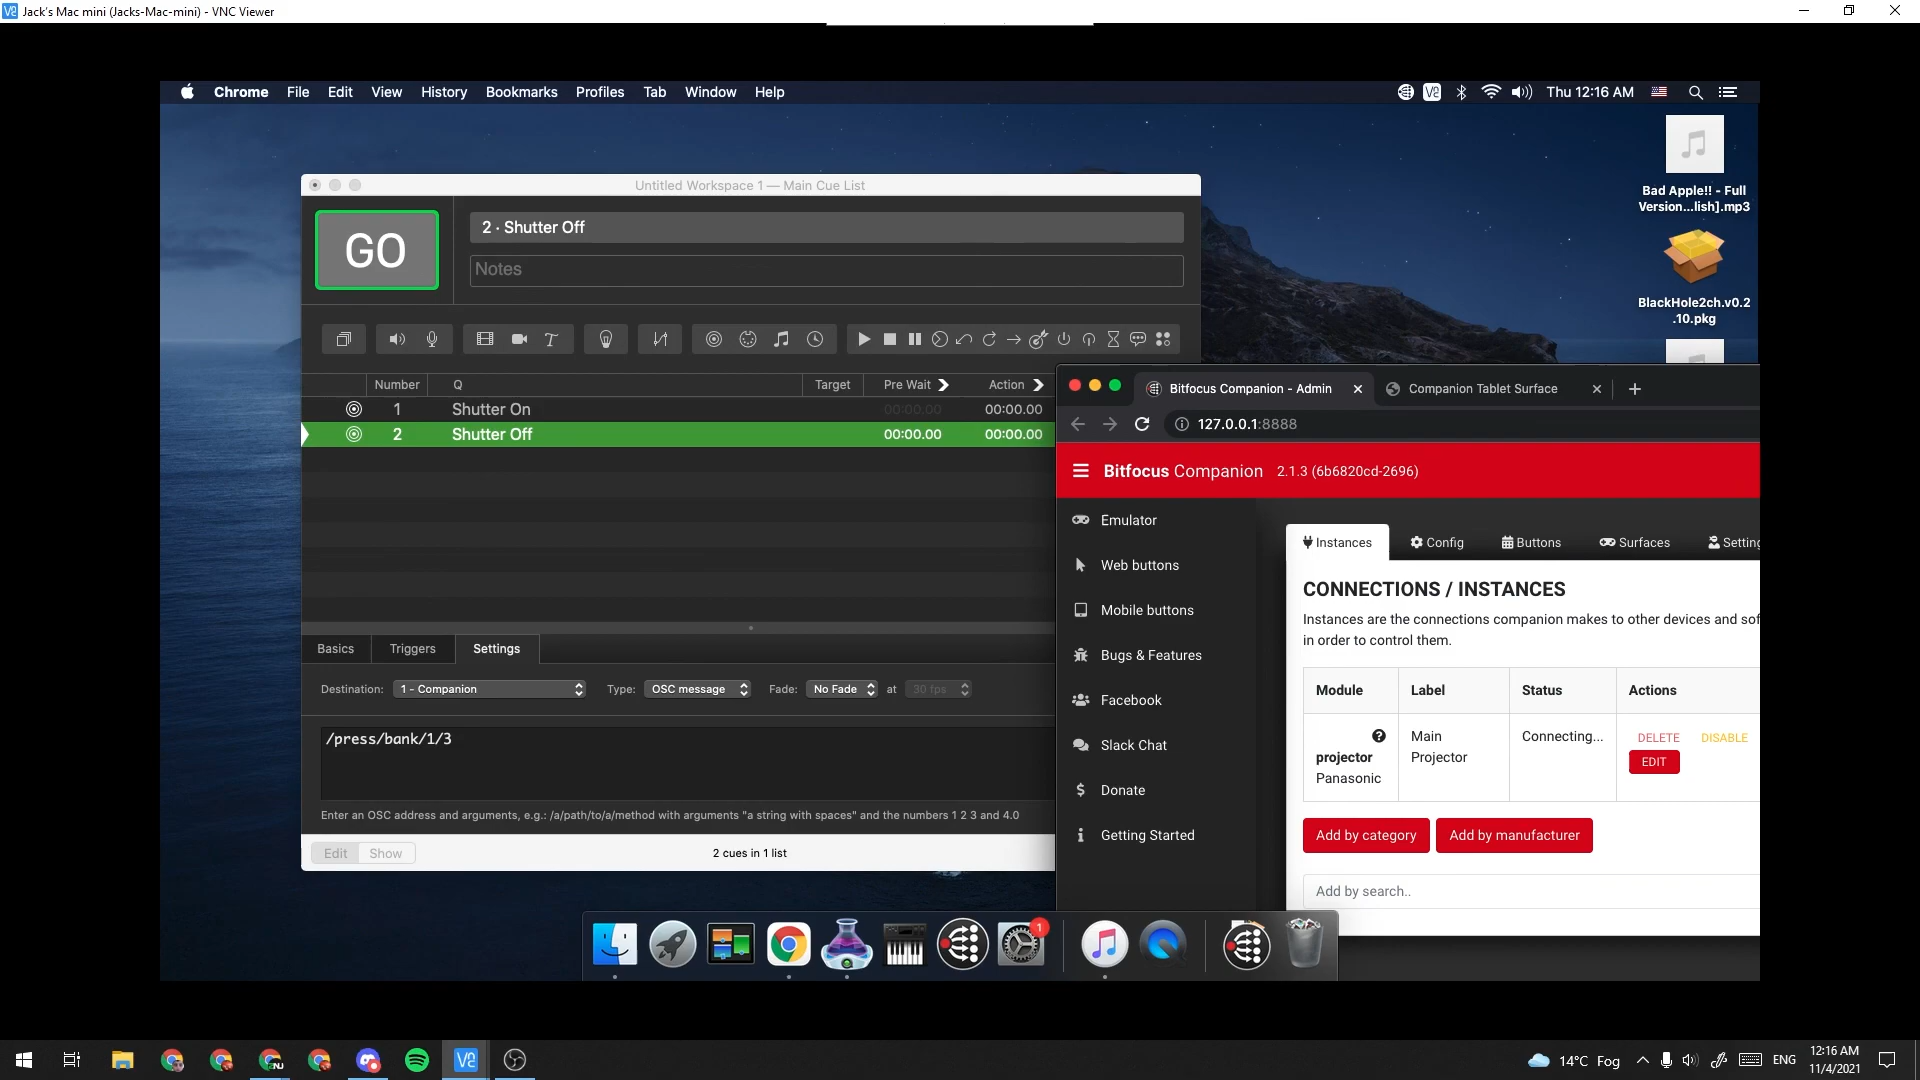 Jack's Mac mini (Jacks-Mac-mini) - VNC Viewer
Chrome File Edit View History Bookmarks Profiles Tab Window Help
Thu 12:16 AM
Bad Apple!! - Full
Version...lish].mp3
BlackHole2ch.v0.2
.10.pkg
Untitled Workspace 1 — Main Cue List
GO
2 · Shutter Off
Notes
Number Q Target Pre Wait Action
1 Shutter On 00:00.00 00:00.00
2 Shutter Off 00:00.00 00:00.00
Basics Triggers Settings
Destination: 1 - Companion Type: OSC message Fade: No Fade at 30 fps
/press/bank/1/3
Enter an OSC address and arguments, e.g.: /a/path/to/a/method with arguments "a string with spaces" and the numbers 1 2 3 and 4.0
Edit Show
2 cues in 1 list
Bitfocus Companion - Admin
Companion Tablet Surface
127.0.0.1:8888
Bitfocus Companion 2.1.3 (6b6820cd-2696)
Emulator
Web buttons
Mobile buttons
Bugs & Features
Facebook
Slack Chat
Donate
Getting Started
Instances Config Buttons Surfaces Setting
CONNECTIONS / INSTANCES
Instances are the connections companion makes to other devices and sof
in order to control them.
Module Label Status Actions
projector
Panasonic
Main
Projector
Connecting...
DELETE DISABLE
EDIT
Add by category Add by manufacturer
Add by search..
1
14°C Fog
ENG
12:16 AM
11/4/2021